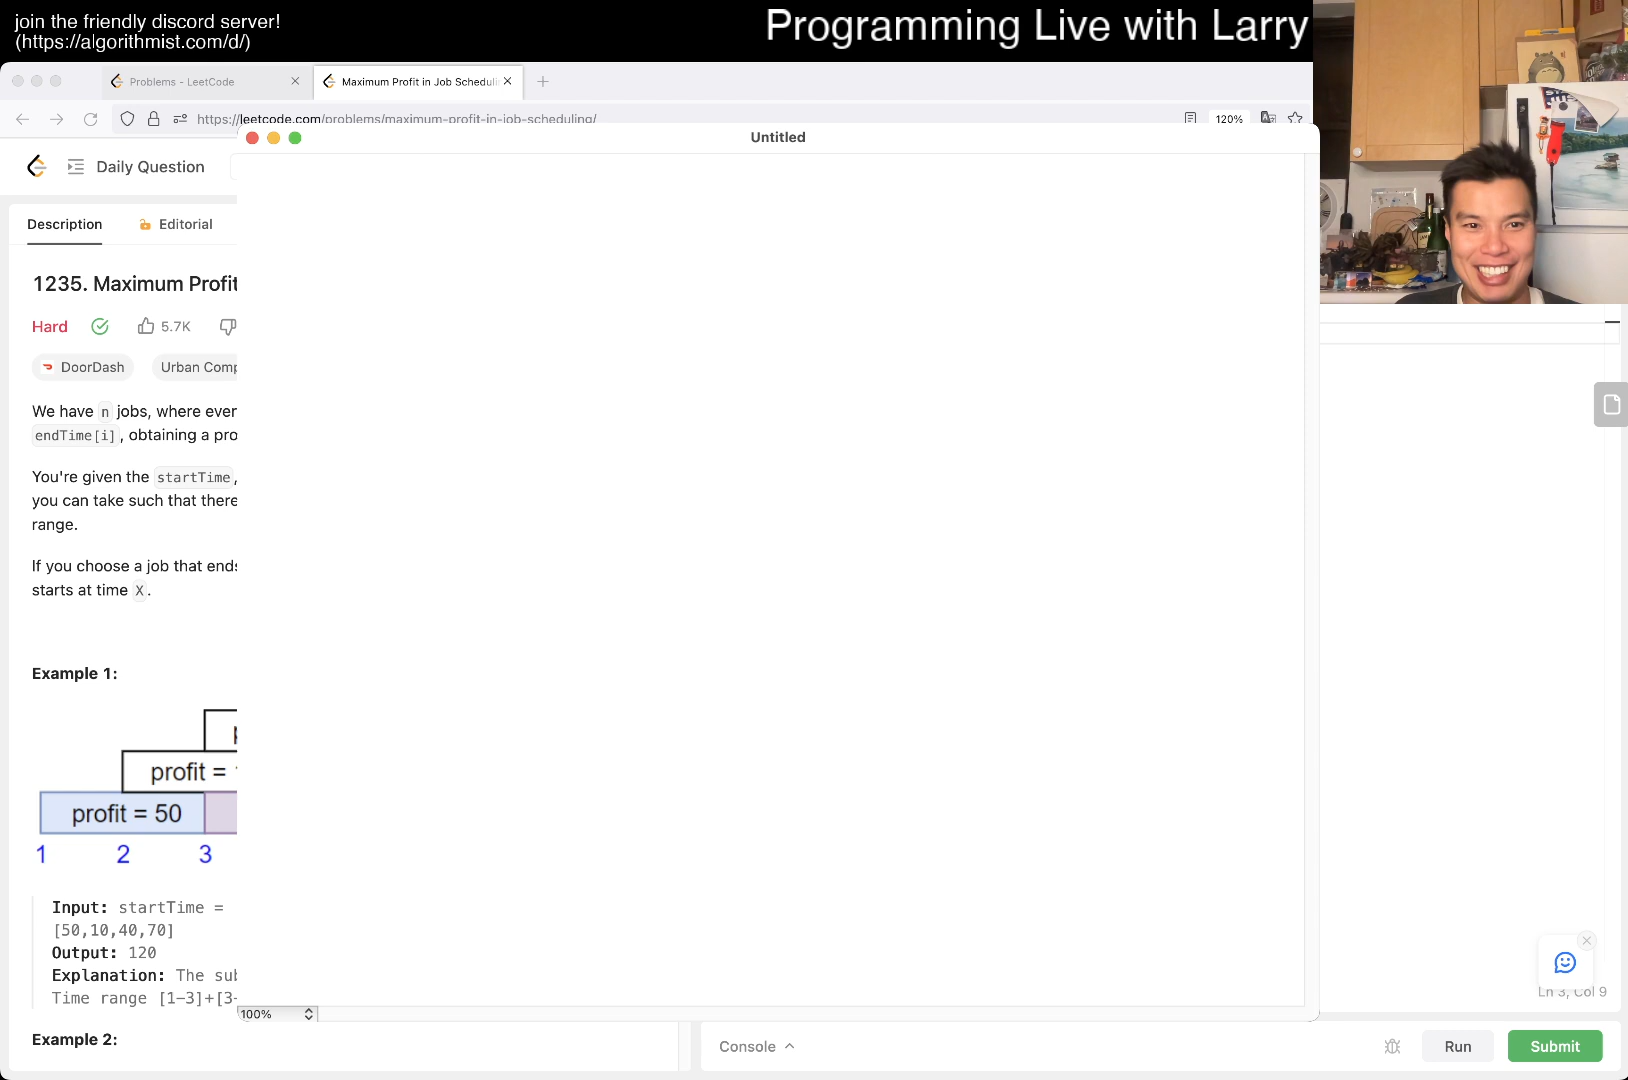 join the friendly discord server!
(https://algorithmist.com/d/)
Programming Live with Larry
Problems - LeetCode
Maximum Profit in Job Scheduli
https://leetcode.com/problems/maximum-profit-in-job-scheduling/
120%
Untitled
Daily Question
Description
Editorial
1235. Maximum Profit
Hard
5.7K
DoorDash
Urban Comp
We have n jobs, where ever
endTime[i], obtaining a pro
You're given the startTime,
you can take such that there
range.
If you choose a job that ends
starts at time X.
Example 1:
profit =
profit = 50
1 2 3
Input: startTime =
[50,10,40,70]
Output: 120
Explanation: The sub
Time range [1-3]+[3-
100%
Example 2:
Console
Run
Submit
Ln 3, Col 9